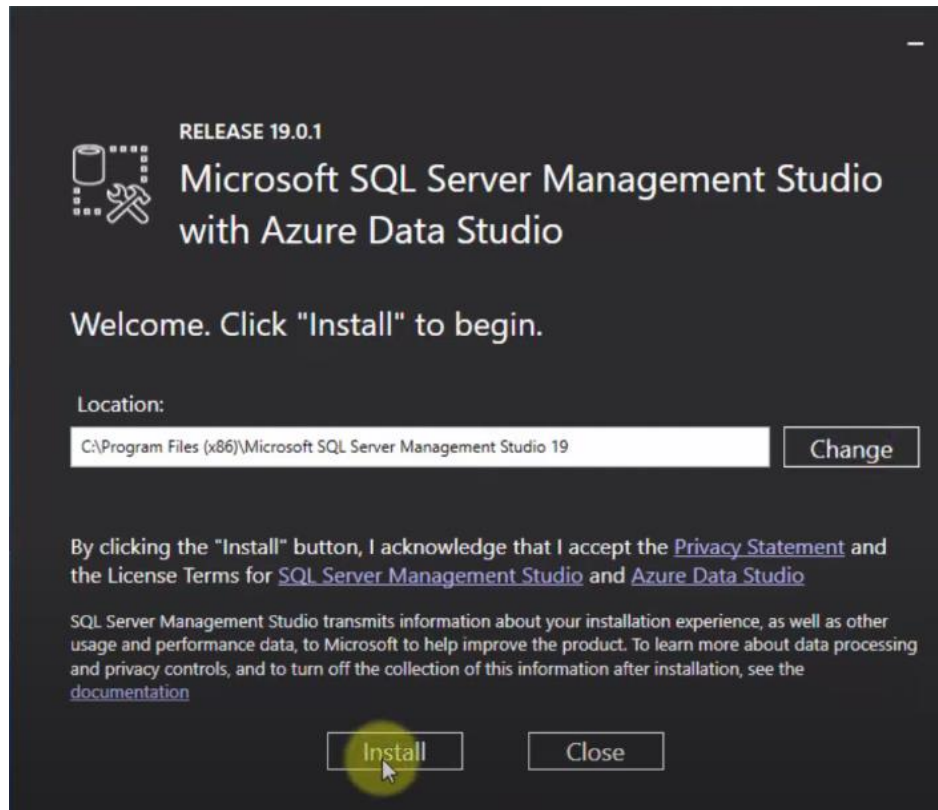 RELEASE 19.0.1
Microsoft SQL Server Management Studio
with Azure Data Studio
Welcome. Click "Install" to begin.
Location:
C:\Program Files (x86)\Microsoft SQL Server Management Studio 19
Change
By clicking the "Install" button, I acknowledge that I accept the Privacy Statement and
the License Terms for SQL Server Management Studio and Azure Data Studio
SQL Server Management Studio transmits information about your installation experience, as well as other
usage and performance data, to Microsoft to help improve the product. To learn more about data processing
and privacy controls, and to turn off the collection of this information after installation, see the
documentation
Install
Close